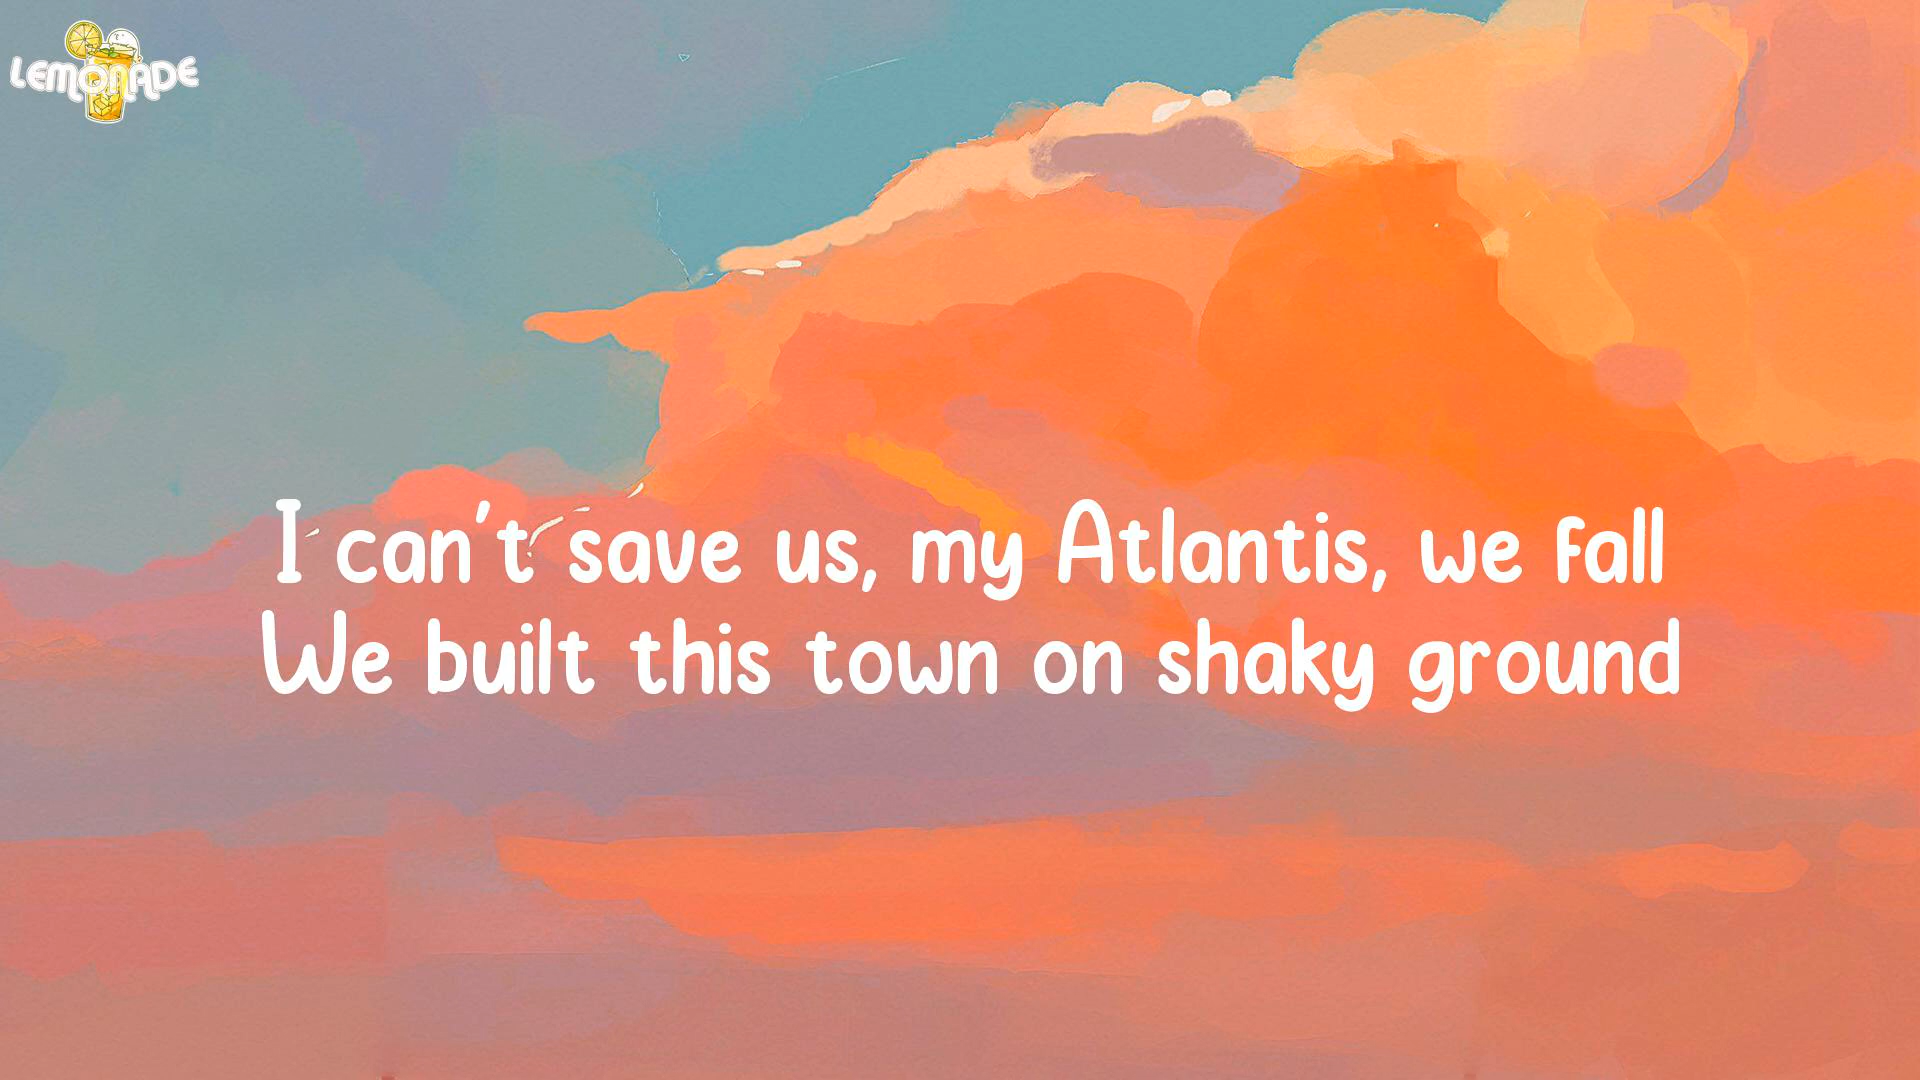 LEMONADE
I can't save us, my Atlantis, we fall
We built this town on shaky ground